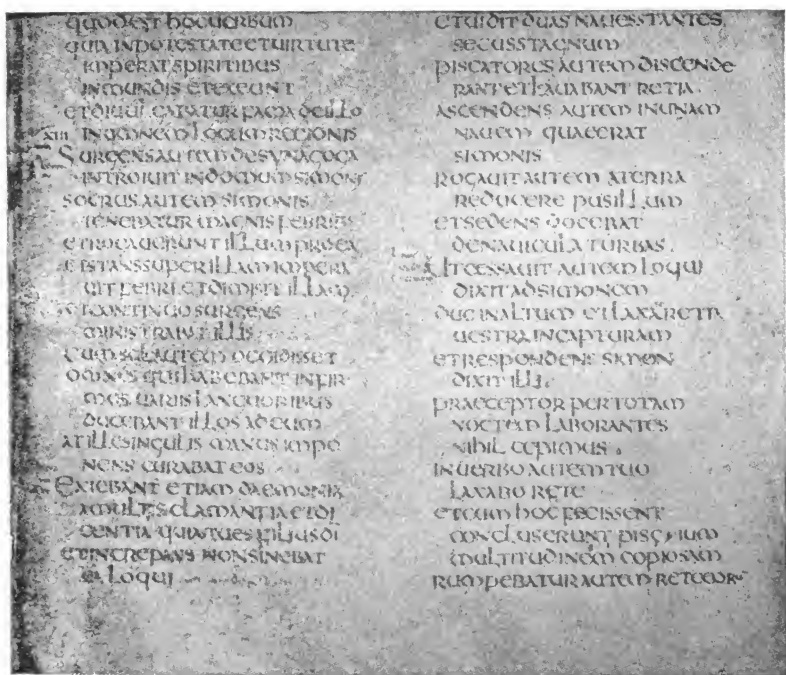 quod est hoc uerbum
quia in potestate et uirtute
imperat spiritibus
inmundis et exeunt
et diuulgabatur fama de illo
XIII in omnem locum regionis
Surgens autem de synagoga
introiuit in domum simonis
socrus autem simonis
tenebatur magnis febribus
et rogauerunt illum pro ea
et stans super illam impera
uit febri et dimisit illam
et continuo surgens
ministrabat illis
cum sol autem occidisset
omnes qui habebant infir
mos uariis languoribus
ducebant illos ad eum
at ille singulis manus impo
nens curabat eos
Exiebant etiam daemonia
a multis clamantia et di
centia quia tu es filius di
et increpans non sinebat
ea loqui
et uidit duas naues stantes
secus stagnum
piscatores autem discende
rant et lauabant retia
ascendens autem in unam
nauem quae erat
simonis
rogauit autem a terra
reducere pusillum
et sedens docebat
de nauicula turbas
Ut cessauit autem loqui
dixit ad simonem
duc in altum et laxa retia
uestra in capturam
et respondens simon
dixit illi
praeceptor per totam
noctem laborantes
nihil cepimus
in uerbo autem tuo
laxabo rete
et cum hoc fecissent
concluserunt piscium
multitudinem copiosam
rumpebatur autem rete eor